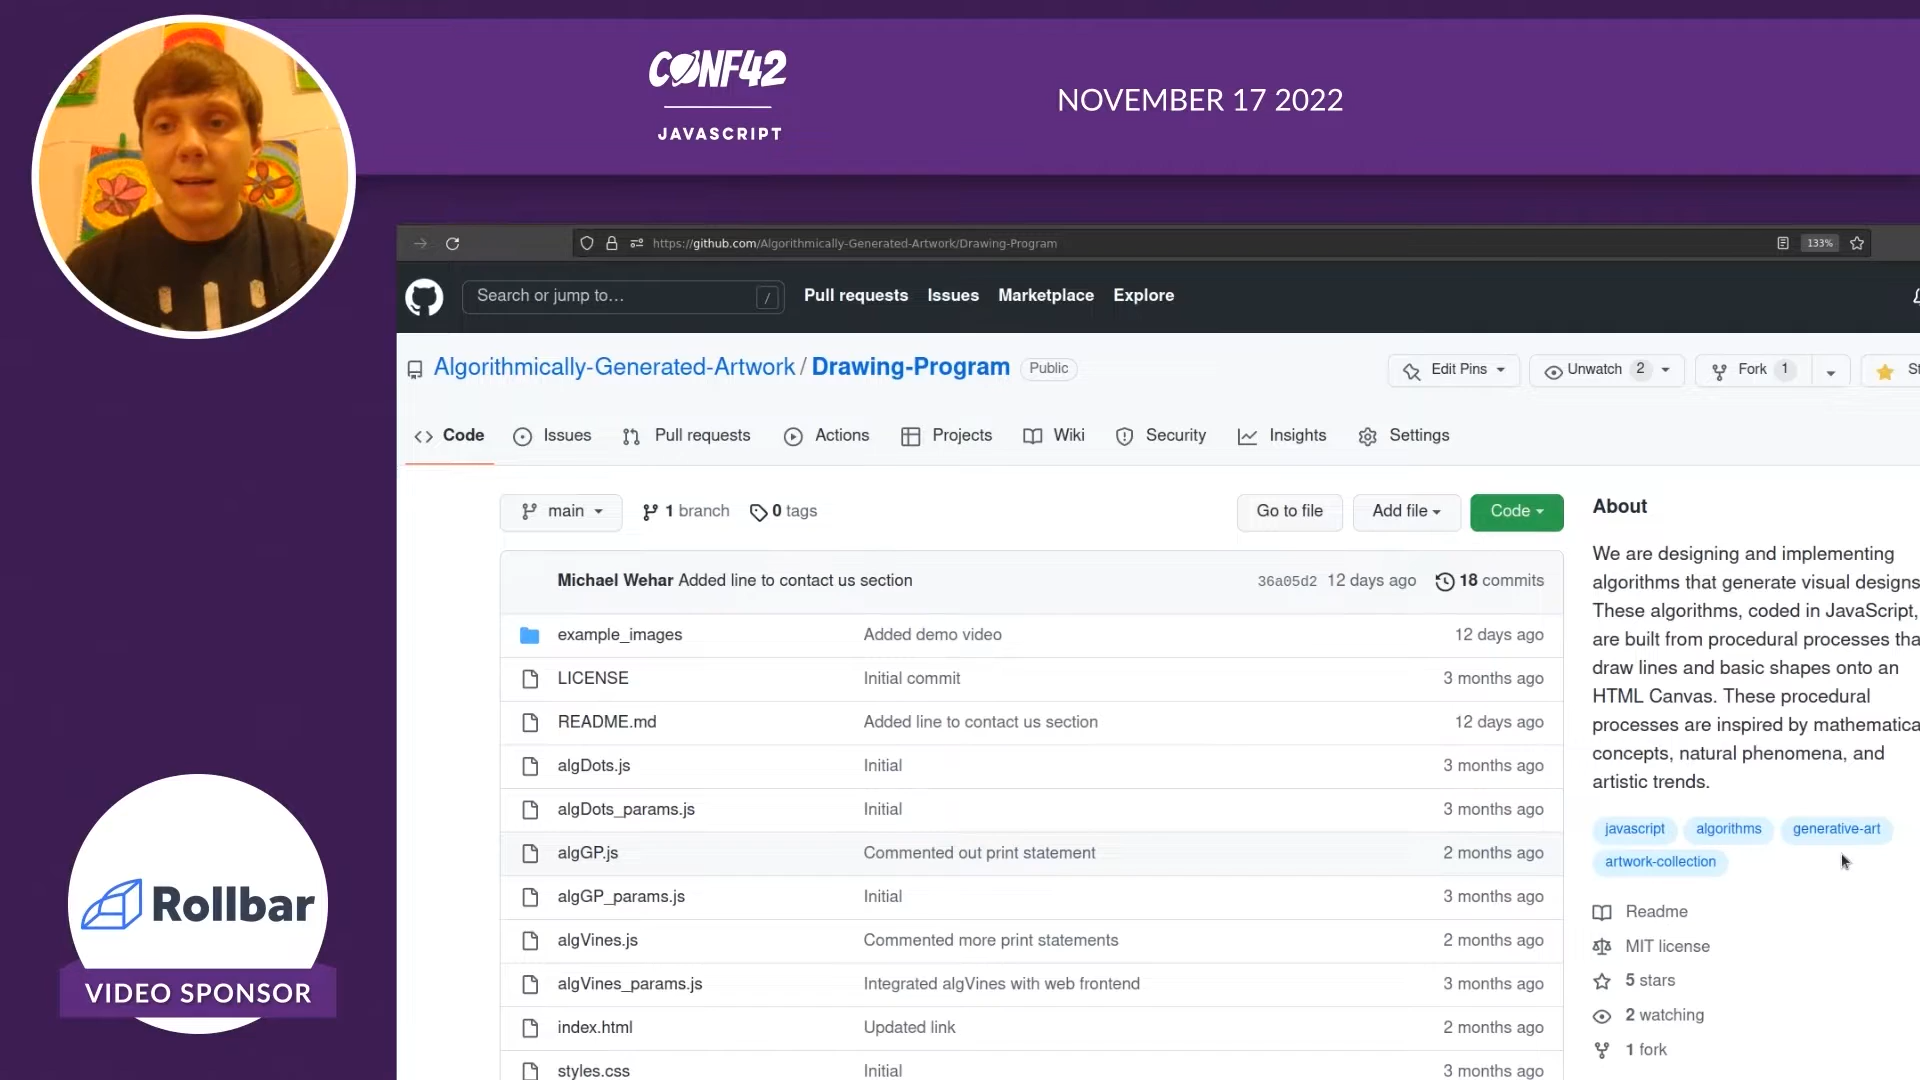 CONF42
JAVASCRIPT
NOVEMBER 17 2022
https://github.com/Algorithmically-Generated-Artwork/Drawing-Program
133%
Search or jump to…
/
Pull requests
Issues
Marketplace
Explore
Algorithmically-Generated-Artwork / Drawing-Program
Public
Edit Pins
Unwatch 2
Fork 1
St
Code
Issues
Pull requests
Actions
Projects
Wiki
Security
Insights
Settings
main
1 branch
0 tags
Go to file
Add file
Code
Michael Wehar Added line to contact us section 36a05d2 12 days ago 18 commits
example_images Added demo video 12 days ago
LICENSE Initial commit 3 months ago
README.md Added line to contact us section 12 days ago
algDots.js Initial 3 months ago
algDots_params.js Initial 3 months ago
algGP.js Commented out print statement 2 months ago
algGP_params.js Initial 3 months ago
algVines.js Commented more print statements 2 months ago
algVines_params.js Integrated algVines with web frontend 3 months ago
index.html Updated link 2 months ago
styles.css Initial 3 months ago
About
We are designing and implementing
algorithms that generate visual designs
These algorithms, coded in JavaScript,
are built from procedural processes tha
draw lines and basic shapes onto an
HTML Canvas. These procedural
processes are inspired by mathematica
concepts, natural phenomena, and
artistic trends.
javascript
algorithms
generative-art
artwork-collection
Readme
MIT license
5 stars
2 watching
1 fork
Rollbar
VIDEO SPONSOR